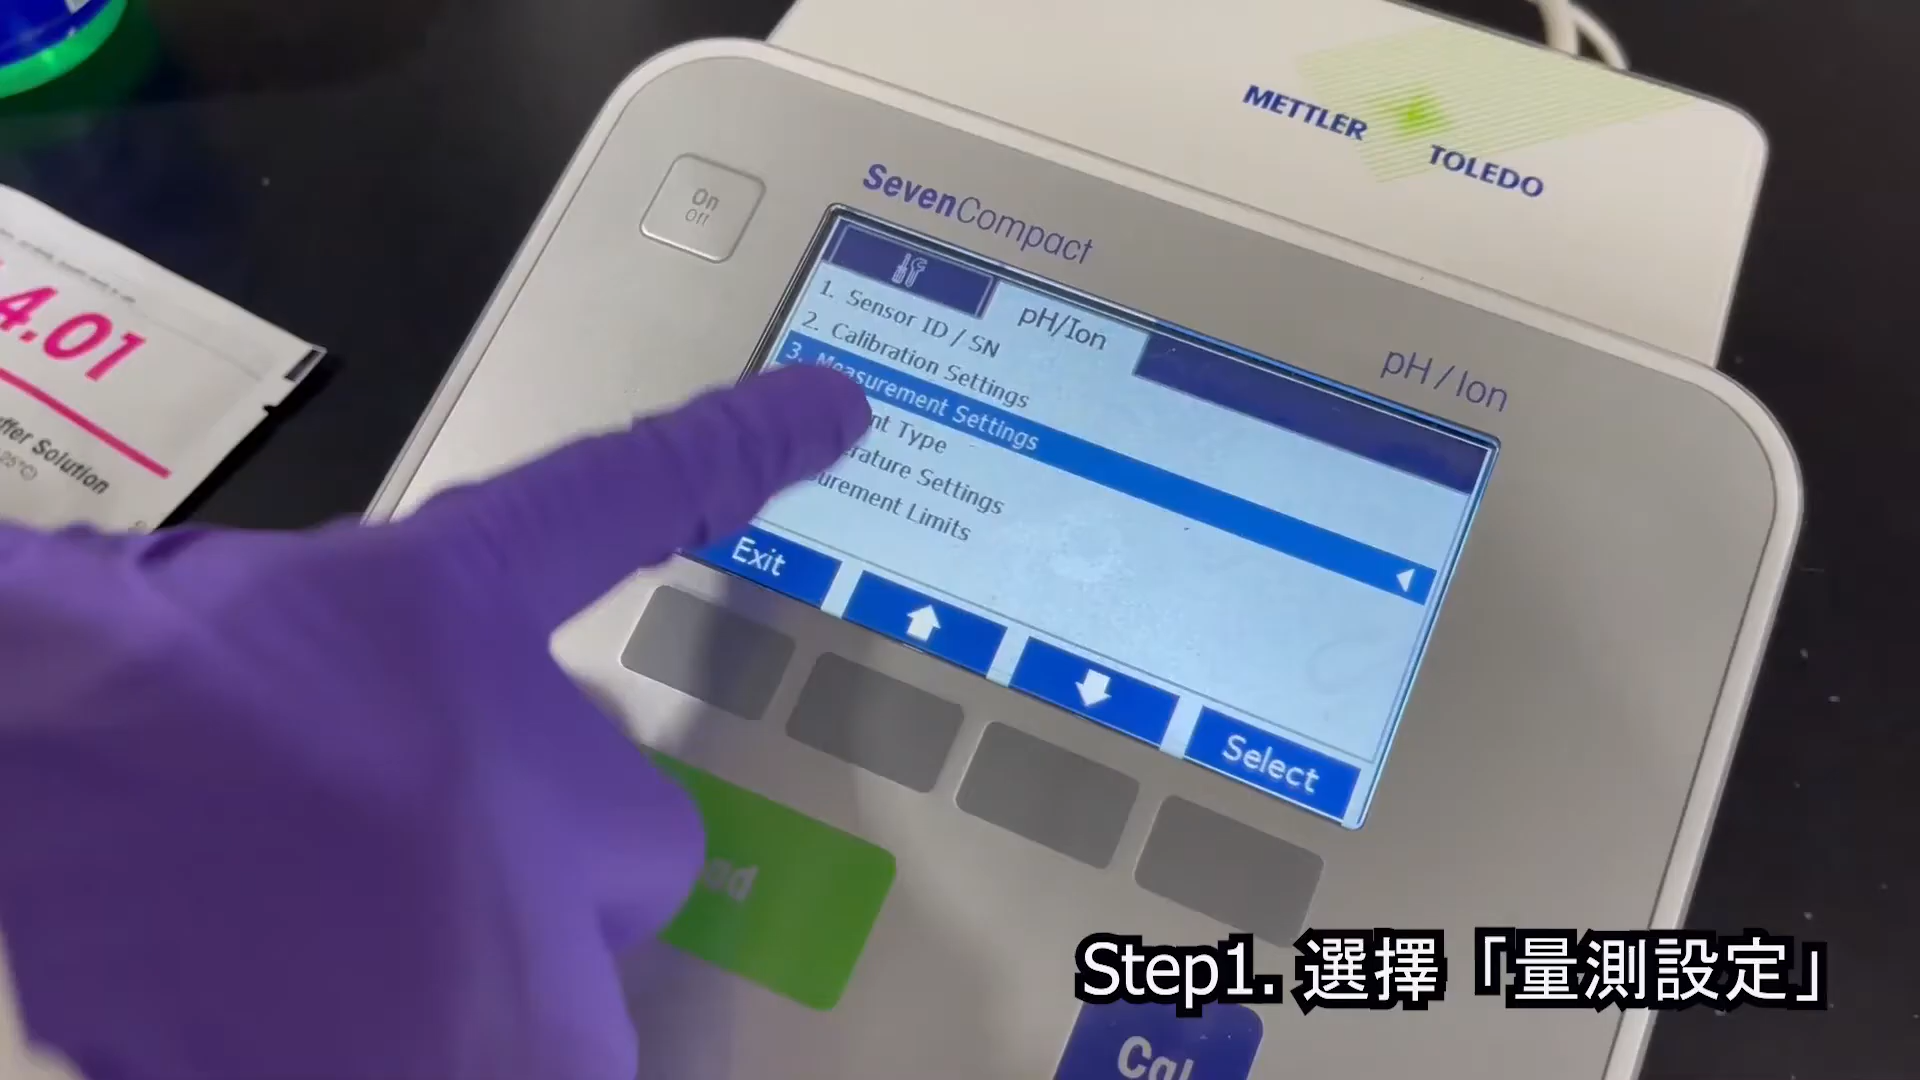 METTLER TOLEDO
SevenCompact
pH/Ion
On
Off
pH/Ion
1. Sensor ID / SN
2. Calibration Settings
3. Measurement Settings
Type
Settings
Limits
Exit
Select
Cal
4.01
Solution
Step1. 選擇「量測設定」